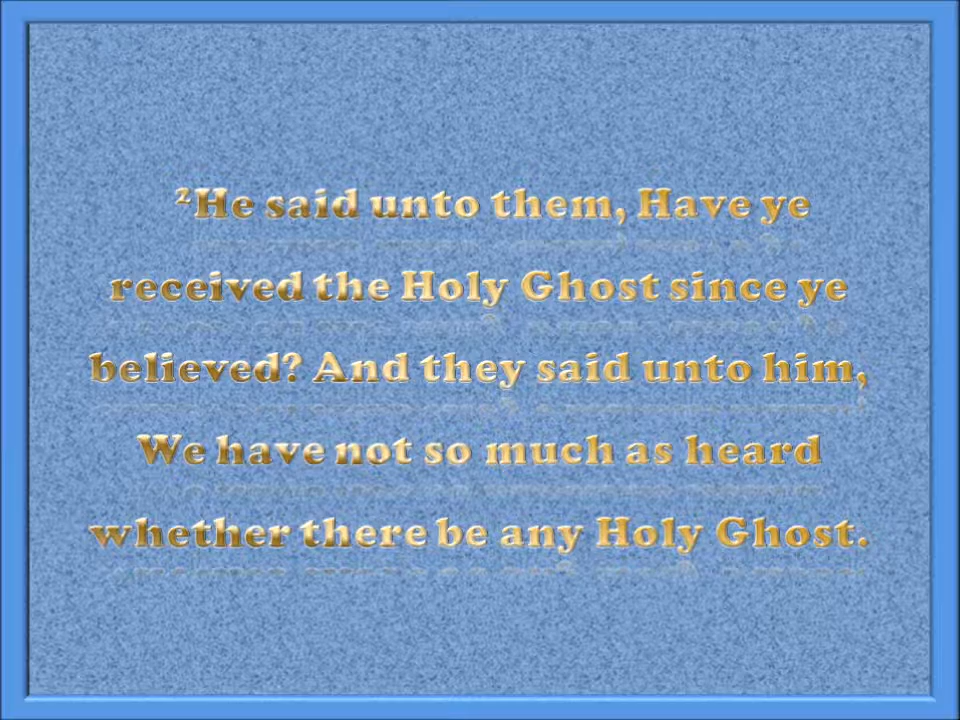 ²He said unto them, Have ye
received the Holy Ghost since ye
believed? And they said unto him,
We have not so much as heard
whether there be any Holy Ghost.